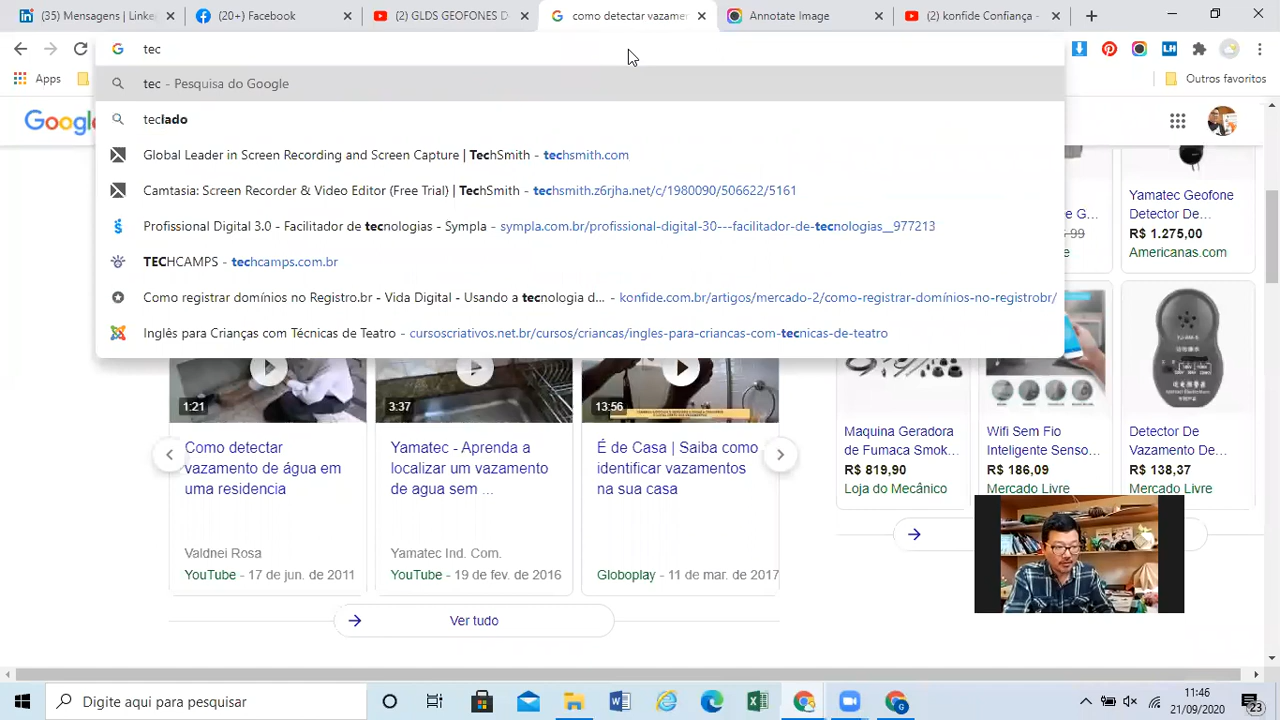 (35) Mensagens | Linkedin
(20+) Facebook
(2) GLDS GEOFONES D
como detectar vazamen
Annotate Image
(2) konfide Confiança -
tec
Apps
Outros favoritos
tec - Pesquisa do Google
teclado
Global Leader in Screen Recording and Screen Capture | TechSmith - techsmith.com
Camtasia: Screen Recorder & Video Editor (Free Trial) | TechSmith - techsmith.z6rjha.net/c/1980090/506622/5161
Profissional Digital 3.0 - Facilitador de tecnologias - Sympla - sympla.com.br/profissional-digital-30---facilitador-de-tecnologias__977213
TECHCAMPS - techcamps.com.br
Como registrar domínios no Registro.br - Vida Digital - Usando a tecnologia d... - konfide.com.br/artigos/mercado-2/como-registrar-domínios-no-registrobr/
Inglês para Crianças com Técnicas de Teatro - cursoscriativos.net.br/cursos/criancas/ingles-para-criancas-com-tecnicas-de-teatro
Google
Yamatec Geofone
Detector De
R$ 1.275,00
Americanas.com
e G...
99
1:21
3:37
13:56
Como detectar
vazamento de água em
uma residencia
Valdnei Rosa
YouTube - 17 de jun. de 2011
Yamatec - Aprenda a
localizar um vazamento
de agua sem ...
Yamatec Ind. Com.
YouTube - 19 de fev. de 2016
É de Casa | Saiba como
identificar vazamentos
na sua casa
Globoplay - 11 de mar. de 2017
Maquina Geradora
de Fumaca Smok...
R$ 819,90
Loja do Mecânico
Wifi Sem Fio
Inteligente Senso...
R$ 186,09
Mercado Livre
Detector De
Vazamento De...
R$ 138,37
Mercado Livre
Ver tudo
Digite aqui para pesquisar
11:46
21/09/2020
23